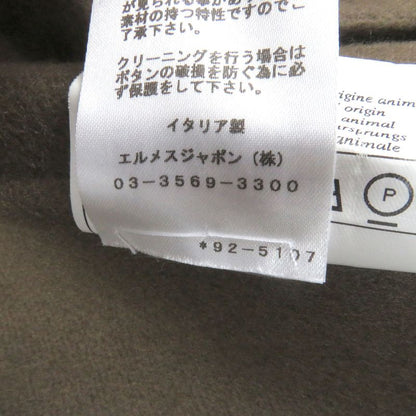 素材の持つ特性ですのでご
了承下さい。
クリーニングを行う場合は
ボタンの破損を防ぐ為に必
ず保護をして下さい。
イタリア製
エルメスジャポン（株）
03-3569-3300
*92-5107
origine anim
origin
animal
ursprungs
animale
P